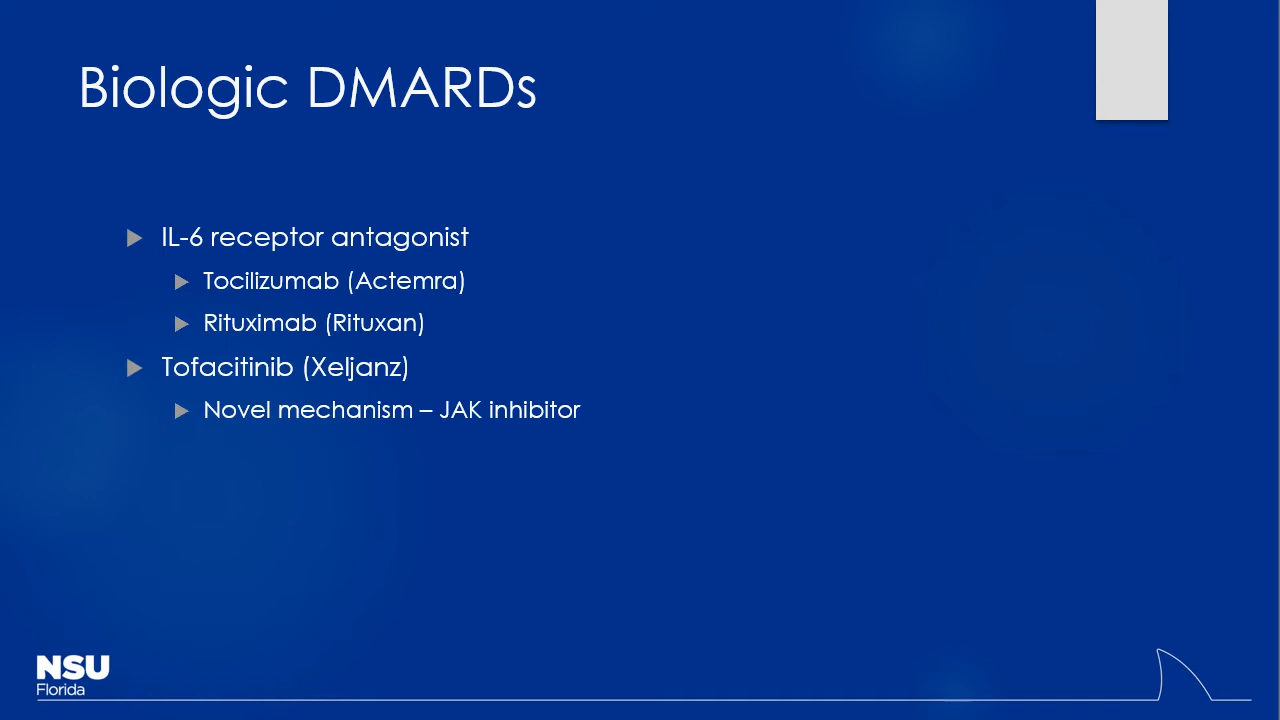 Biologic DMARDs
IL-6 receptor antagonist
Tocilizumab (Actemra)
Rituximab (Rituxan)
Tofacitinib (Xeljanz)
Novel mechanism – JAK inhibitor
NSU
Florida